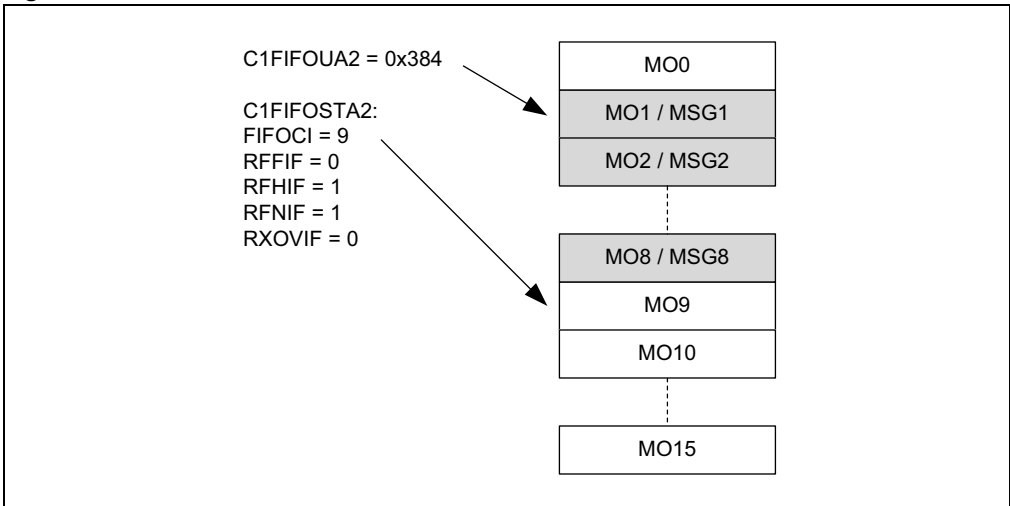 C1FIFOUA2 = 0x384
C1FIFOSTA2:
FIFOCI = 9
RFFIF = 0
RFHIF = 1
RFNIF = 1
RXOVIF = 0
MO0
MO1 / MSG1
MO2 / MSG2
MO8 / MSG8
MO9
MO10
MO15